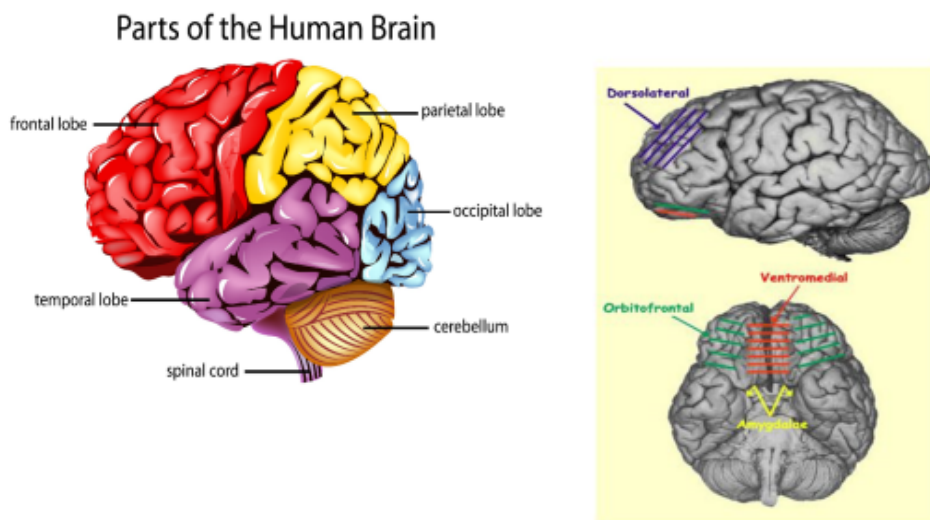 Parts of the Human Brain
frontal lobe
parietal lobe
occipital lobe
temporal lobe
cerebellum
spinal cord
Dorsolateral
Ventromedial
Orbitofrontal
Amygdalae